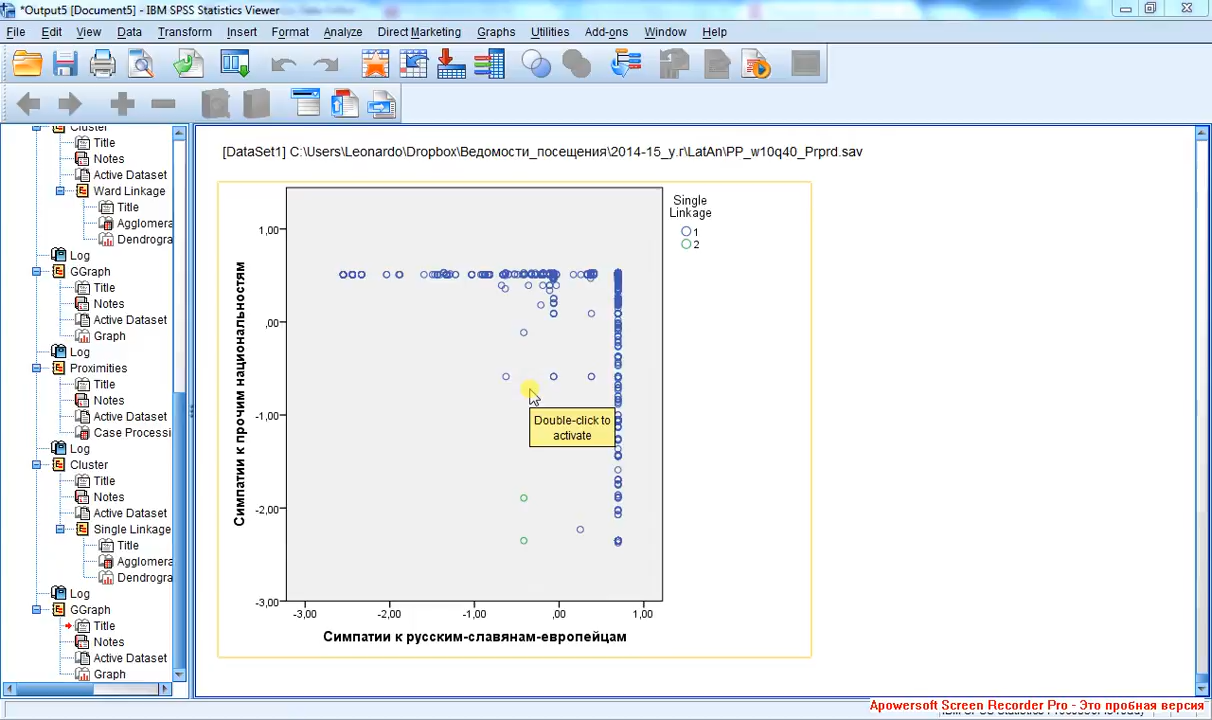 *Output5 [Document5] - IBM SPSS Statistics Viewer
File Edit View Data Transform Insert Format Analyze Direct Marketing Graphs Utilities Add-ons Window Help
Cluster
Title
Notes
Active Dataset
Ward Linkage
Title
Agglomera
Dendrogra
Log
GGraph
Title
Notes
Active Dataset
Graph
Log
Proximities
Title
Notes
Active Dataset
Case Processi
Log
Cluster
Title
Notes
Active Dataset
Single Linkage
Title
Agglomera
Dendrogra
Log
GGraph
Title
Notes
Active Dataset
Graph
[DataSet1] C:\Users\Leonardo\Dropbox\Ведомости_посещения\2014-15_у.г\LatAn\PP_w10q40_Prprd.sav
Single
Linkage
1
2
Симпатии к прочим национальностям
1,00
,00
-1,00
-2,00
-3,00
Double-click to
activate
-3,00 -2,00 -1,00 ,00 1,00
Симпатии к русским-славянам-европейцам
Apowersoft Screen Recorder Pro - Это пробная версия